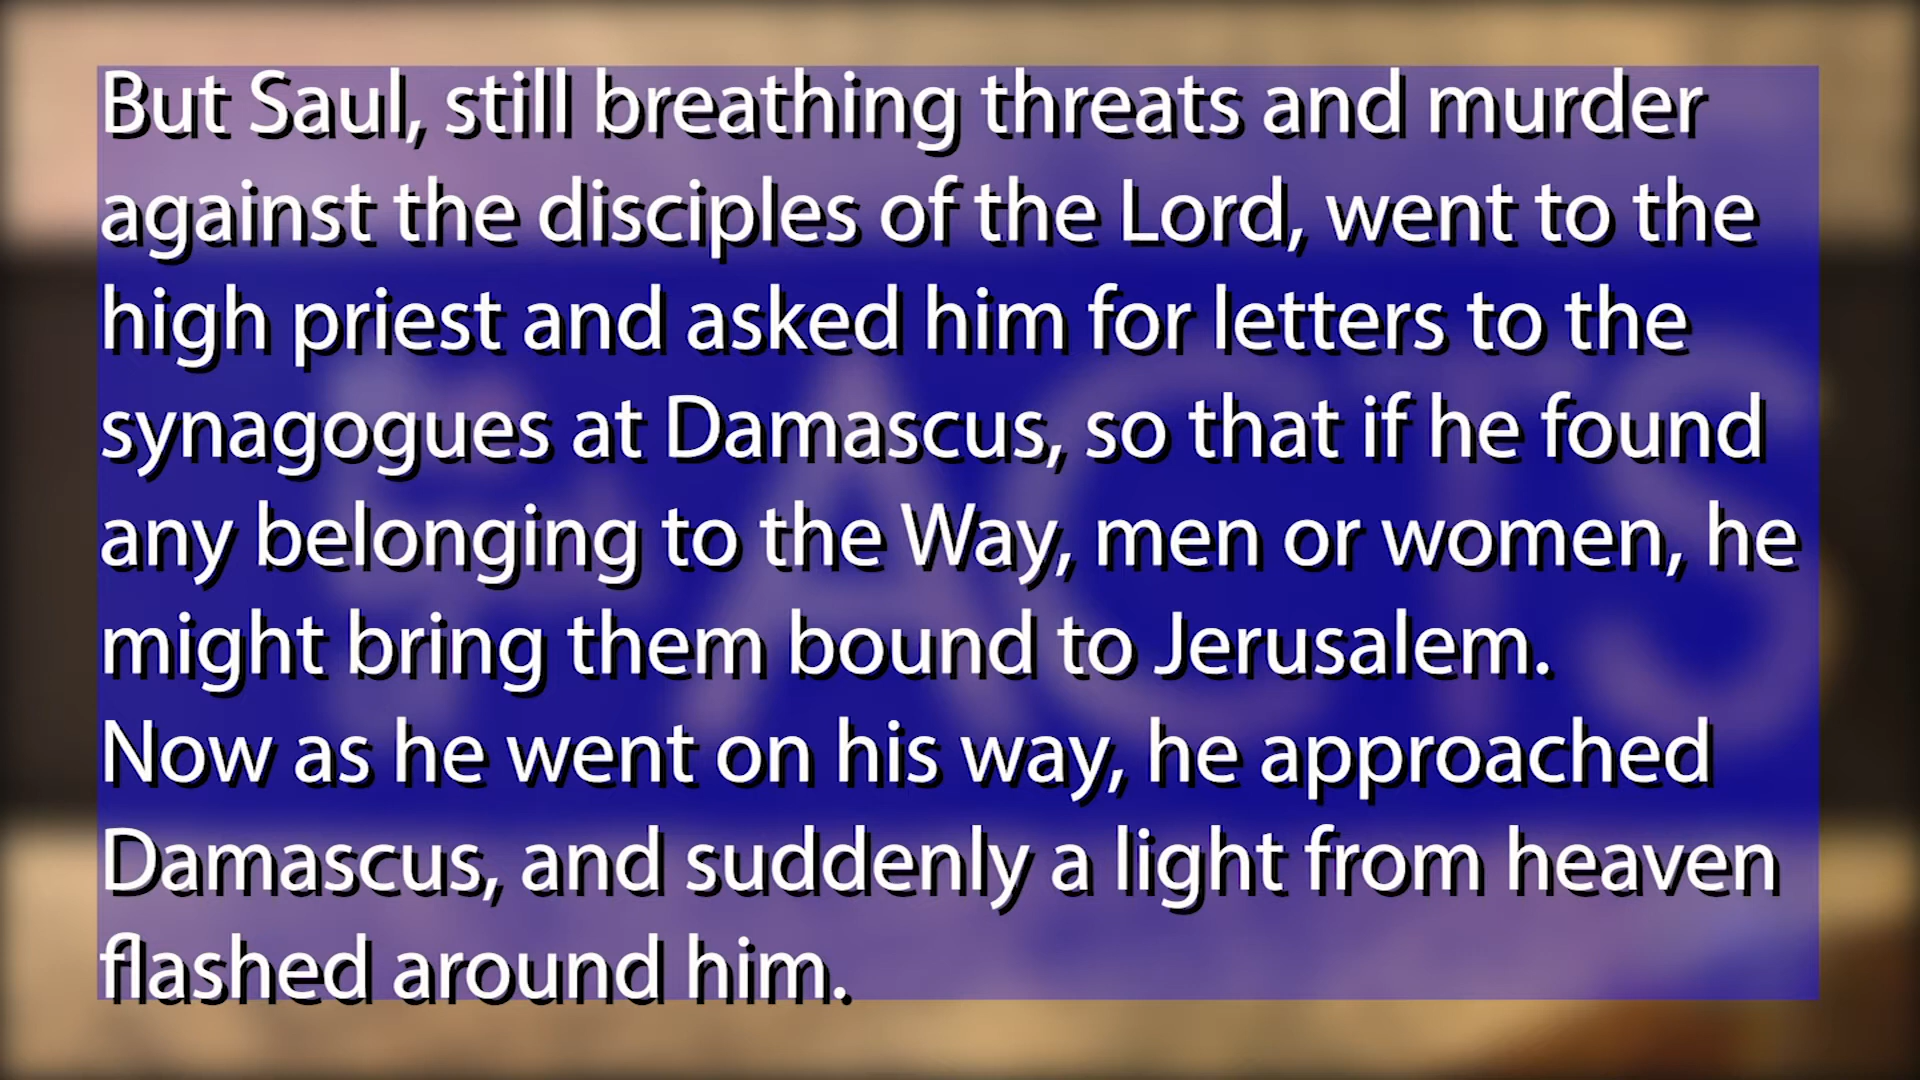 But Saul, still breathing threats and murder
against the disciples of the Lord, went to the
high priest and asked him for letters to the
synagogues at Damascus, so that if he found
any belonging to the Way, men or women, he
might bring them bound to Jerusalem.
Now as he went on his way, he approached
Damascus, and suddenly a light from heaven
flashed around him.
ACTS